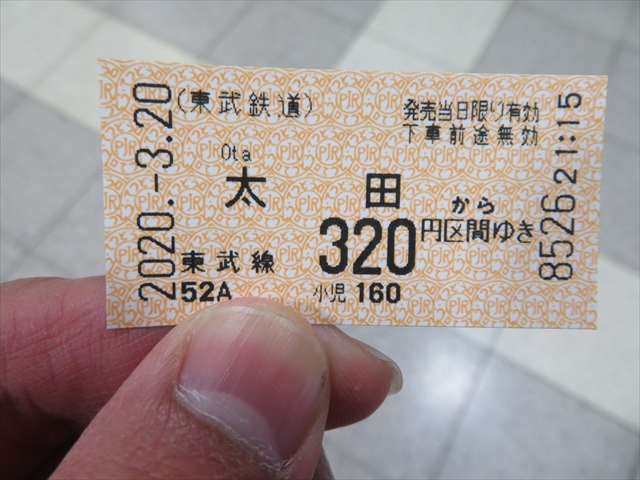 2020.-3.20
(東武鉄道)
発売当日限り有効
下車前途無効
Ota
太田から
東武線 320円区間ゆき
52A 小児 160
8526 21:15